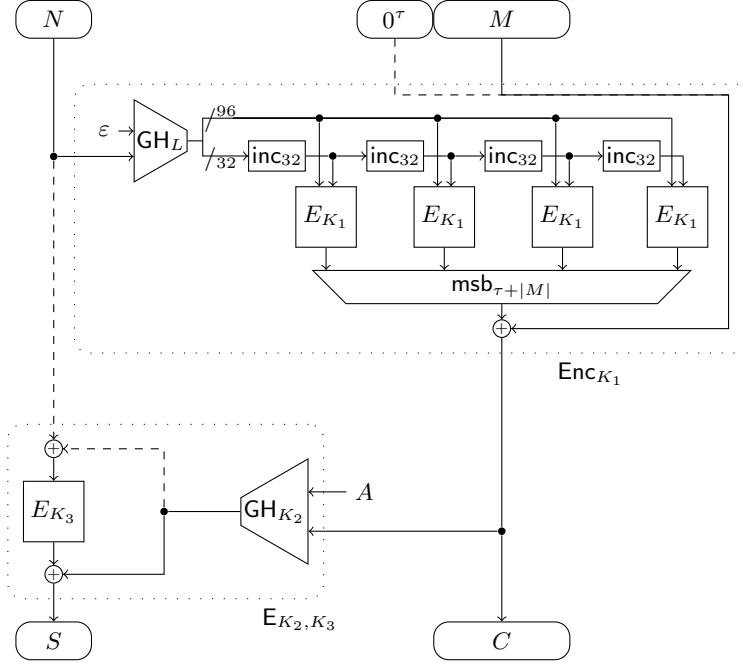 N 0^τ M
ε GH_L 96
32 inc_32 inc_32 inc_32 inc_32
E_{K_1} E_{K_1} E_{K_1} E_{K_1}
msb_{τ+|M|}
+
Enc_{K_1}
+
A
E_{K_3} GH_{K_2}
+
E_{K_2,K_3}
S C